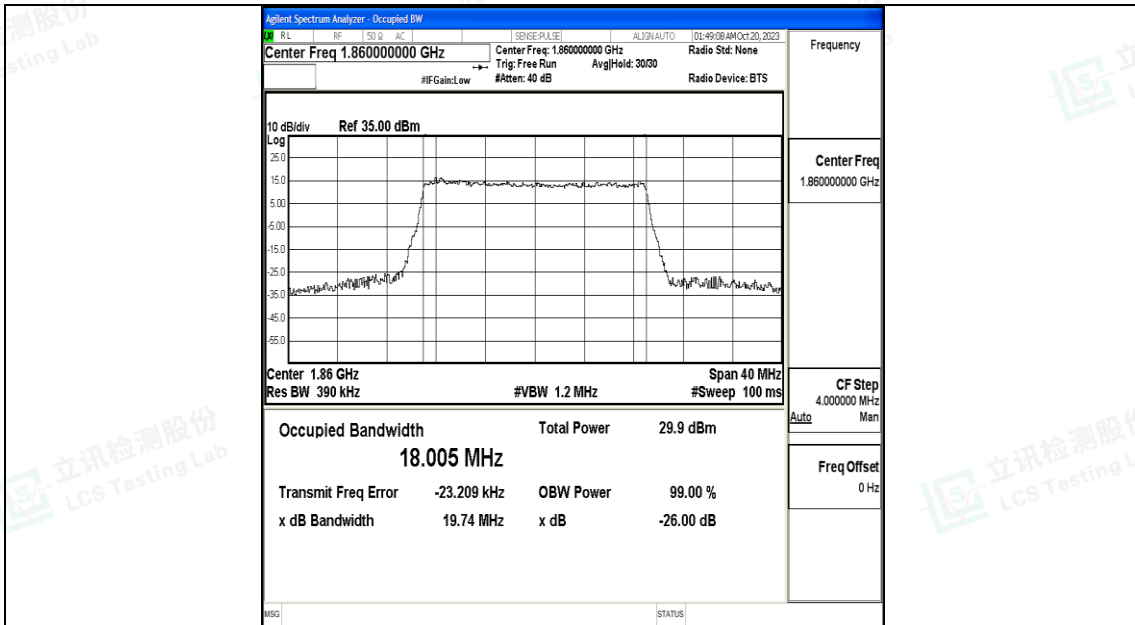 Agilent Spectrum Analyzer - Occupied BW
RL RF 50 Ω AC SENSE:PULSE ALIGN AUTO 01:49:08 AM Oct 20, 2023
Center Freq 1.860000000 GHz
Center Freq: 1.860000000 GHz Radio Std: None
Trig: Free Run Avg|Hold: 30/30
#IFGain:Low #Atten: 40 dB Radio Device: BTS
Frequency
10 dB/div Ref 35.00 dBm
Log
25.0
15.0
5.00
-5.00
-15.0
-25.0
-35.0
-45.0
-55.0
Center 1.86 GHz Span 40 MHz
Res BW 390 kHz #VBW 1.2 MHz #Sweep 100 ms
Center Freq
1.860000000 GHz
CF Step
4.000000 MHz
Auto Man
Freq Offset
0 Hz
Occupied Bandwidth Total Power 29.9 dBm
18.005 MHz
Transmit Freq Error -23.209 kHz OBW Power 99.00 %
x dB Bandwidth 19.74 MHz x dB -26.00 dB
MSG STATUS
立讯检测股份
LCS Testing Lab